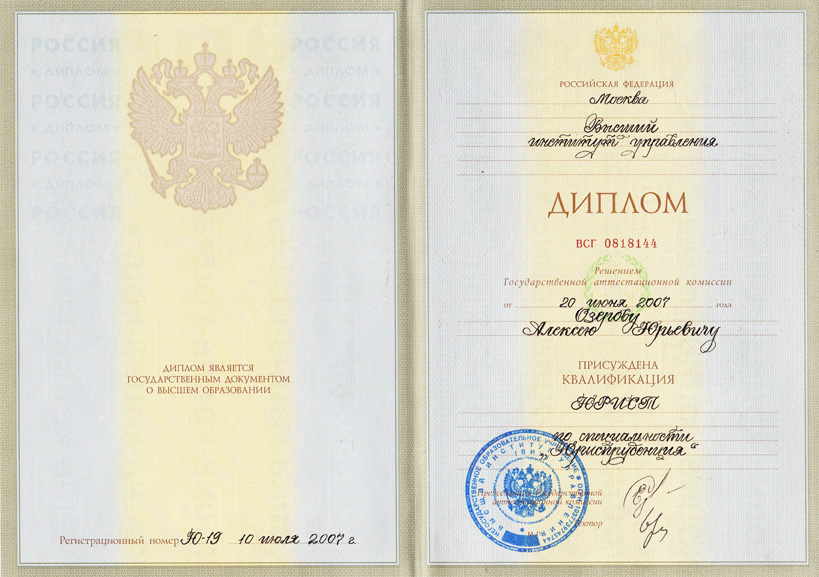 РОССИЯ РОССИЯ
• ДИПЛОМ • • ДИПЛОМ •
РОССИЯ РОССИЯ
• ДИПЛОМ • • ДИПЛОМ •
РОССИЯ РОССИЯ
• ДИПЛОМ • • ДИПЛОМ •
РОССИЯ РОССИЯ
ДИПЛОМ ЯВЛЯЕТСЯ
ГОСУДАРСТВЕННЫМ ДОКУМЕНТОМ
О ВЫСШЕМ ОБРАЗОВАНИИ
Регистрационный номер Ю-19 10 июля 2007 г.
РОССИЙСКАЯ ФЕДЕРАЦИЯ
Москва
Высший
институт управления
ДИПЛОМ
ВСГ 0818144
Решением
Государственной аттестационной комиссии
от 20 июня 2007 года
Озерову
Алексею Юрьевичу
ПРИСУЖДЕНА
КВАЛИФИКАЦИЯ
ЮРИСТ
по специальности
„Юриспруденция“
Председатель Государственной
аттестационной комиссии
Ректор
НЕГОСУДАРСТВЕННОЕ ОБРАЗОВАТЕЛЬНОЕ УЧРЕЖДЕНИЕ
ВЫСШИЙ ИНСТИТУТ УПРАВЛЕНИЯ